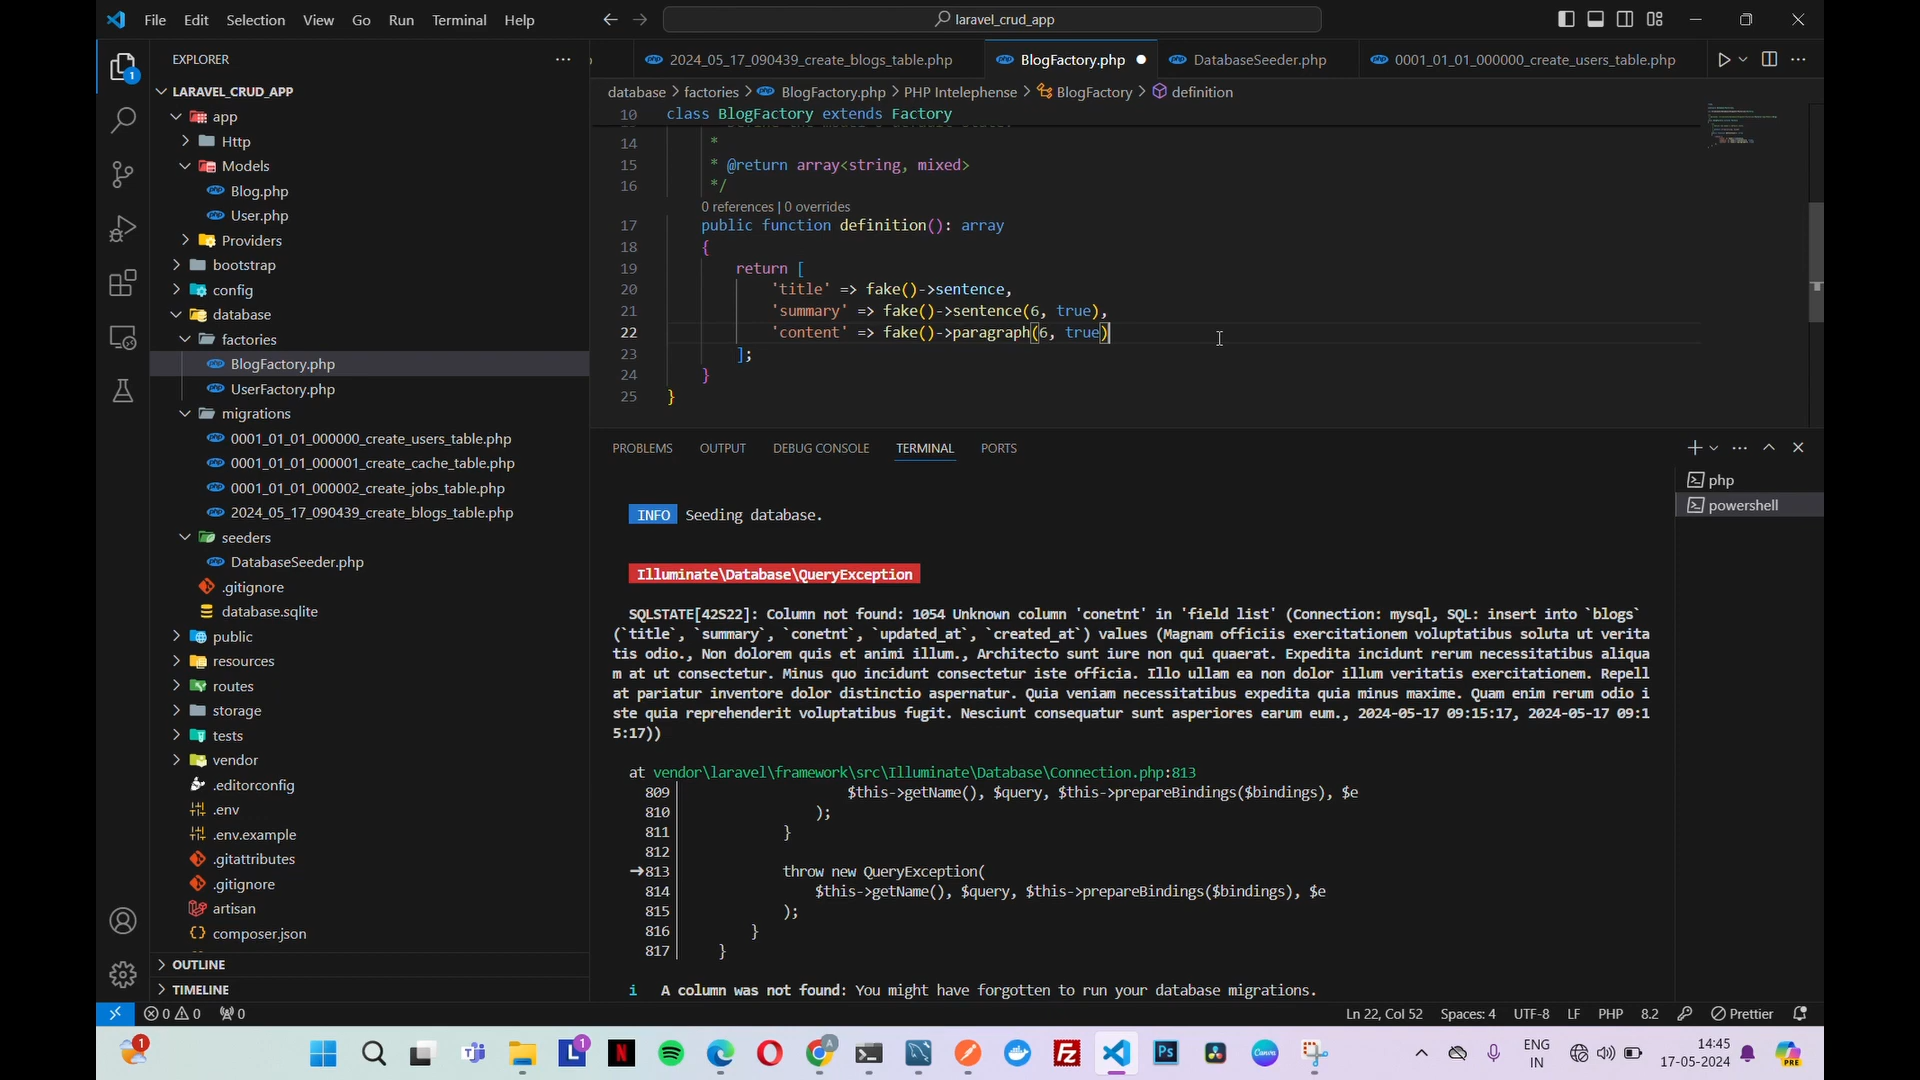 File Edit Selection View Go Run Terminal Help
laravel_crud_app
EXPLORER
LARAVEL_CRUD_APP
app
Http
Models
Blog.php
User.php
Providers
bootstrap
config
database
factories
BlogFactory.php
UserFactory.php
migrations
0001_01_01_000000_create_users_table.php
0001_01_01_000001_create_cache_table.php
0001_01_01_000002_create_jobs_table.php
2024_05_17_090439_create_blogs_table.php
seeders
DatabaseSeeder.php
.gitignore
database.sqlite
public
resources
routes
storage
tests
vendor
.editorconfig
.env
.env.example
.gitattributes
.gitignore
artisan
composer.json
OUTLINE
TIMELINE
2024_05_17_090439_create_blogs_table.php BlogFactory.php DatabaseSeeder.php 0001_01_01_000000_create_users_table.php
database > factories > BlogFactory.php > PHP Intelephense > BlogFactory > definition
10 class BlogFactory extends Factory
14 *
15 * @return array<string, mixed>
16 */
0 references | 0 overrides
17 public function definition(): array
18 {
19 return [
20 'title' => fake()->sentence,
21 'summary' => fake()->sentence(6, true),
22 'content' => fake()->paragraph(6, true)
23 ];
24 }
25 }
PROBLEMS OUTPUT DEBUG CONSOLE TERMINAL PORTS
php
powershell
INFO Seeding database.
Illuminate\Database\QueryException
SQLSTATE[42S22]: Column not found: 1054 Unknown column 'conetnt' in 'field list' (Connection: mysql, SQL: insert into `blogs`
(`title`, `summary`, `conetnt`, `updated_at`, `created_at`) values (Magnam officiis exercitationem voluptatibus soluta ut verita
tis odio., Non dolorem quis et animi illum., Architecto sunt iure non qui quaerat. Expedita incidunt rerum necessitatibus aliqua
m at ut consectetur. Minus quo incidunt consectetur iste officia. Illo ullam ea non dolor illum veritatis exercitationem. Repell
at pariatur inventore dolor distinctio aspernatur. Quia veniam necessitatibus expedita quia minus maxime. Quam enim rerum odio i
ste quia reprehenderit voluptatibus fugit. Nesciunt consequatur sunt asperiores earum eum., 2024-05-17 09:15:17, 2024-05-17 09:1
5:17))
at vendor\laravel\framework\src\Illuminate\Database\Connection.php:813
809 $this->getName(), $query, $this->prepareBindings($bindings), $e
810 );
811 }
812
➜813 throw new QueryException(
814 $this->getName(), $query, $this->prepareBindings($bindings), $e
815 );
816 }
817 }
i A column was not found: You might have forgotten to run your database migrations.
0 0 0
Ln 22, Col 52 Spaces: 4 UTF-8 LF PHP 8.2 Prettier
ENG
IN
14:45
17-05-2024